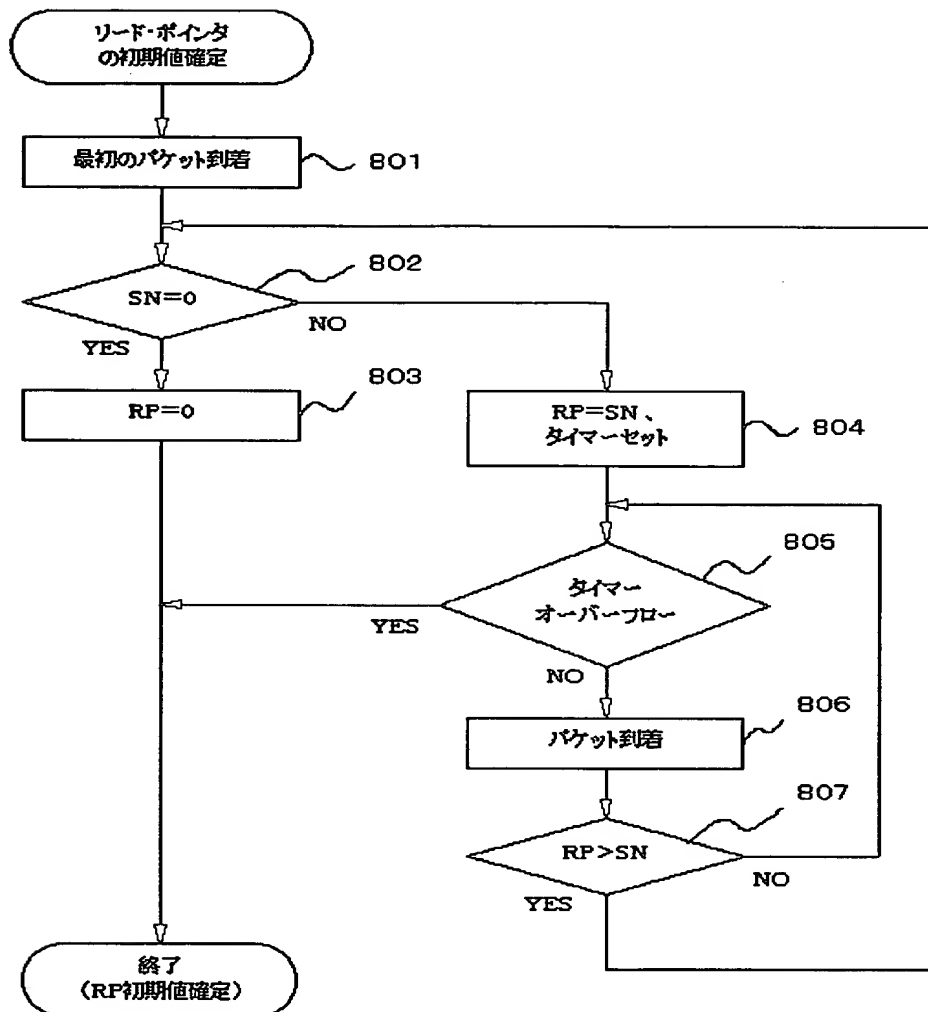 リード・ポインタ
の初期値確定
最初のパケット到着
801
802
SN=0
NO
YES
803
RP=0
RP=SN、
タイマーセット
804
805
タイマー
オーバーフロー
YES
NO
806
パケット到着
807
RP>SN
NO
YES
終了
(RP初期値確定)